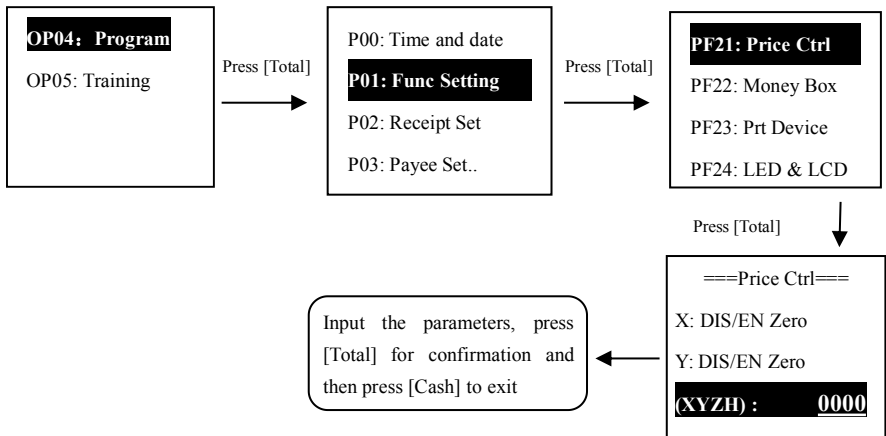 OP04: Program
OP05: Training
Press [Total]
P00: Time and date
P01: Func Setting
P02: Receipt Set
P03: Payee Set..
Press [Total]
PF21: Price Ctrl
PF22: Money Box
PF23: Prt Device
PF24: LED & LCD
Press [Total]
===Price Ctrl===
X: DIS/EN Zero
Y: DIS/EN Zero
(XYZH) : 0000
Input the parameters, press
[Total] for confirmation and
then press [Cash] to exit